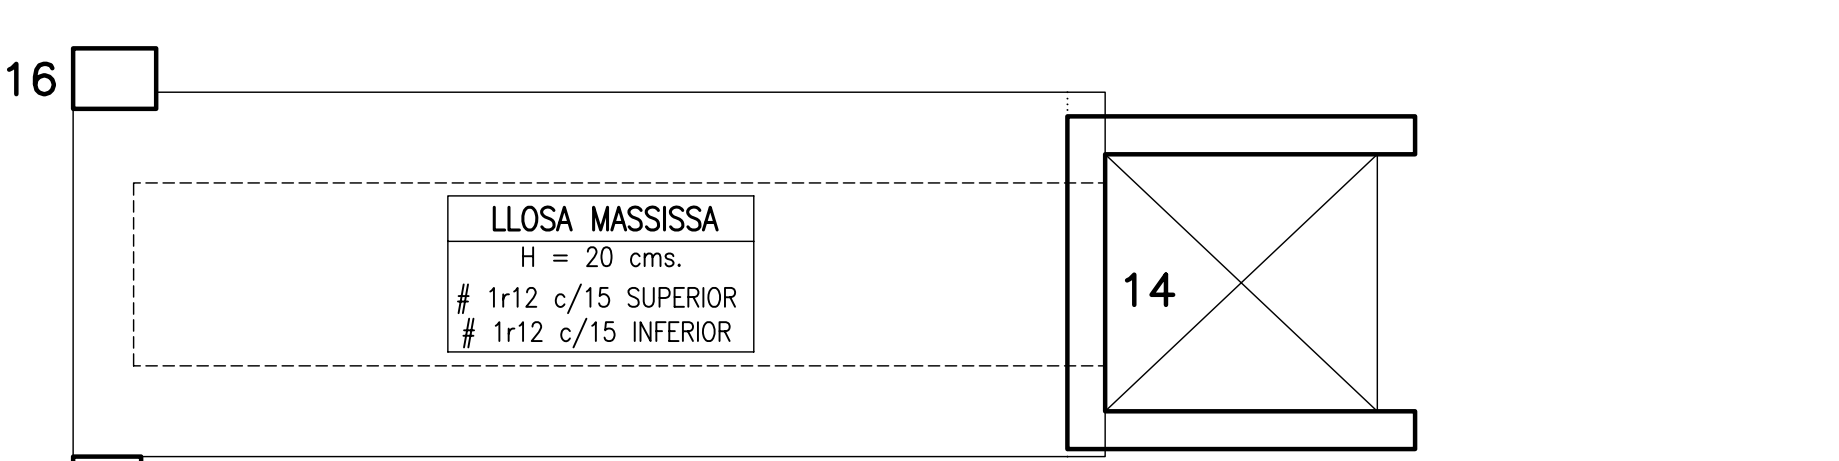 16
LLOSA MASSISSA
H = 20 cms.
# 1r12 c/15 SUPERIOR
# 1r12 c/15 INFERIOR
14